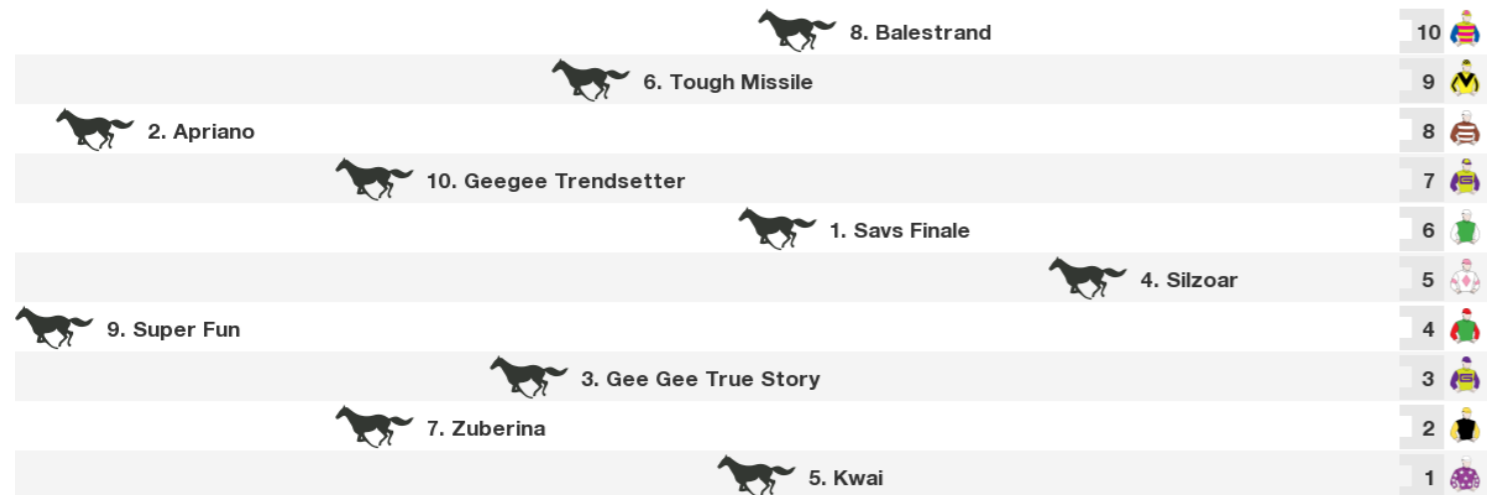 8. Balestrand 10
6. Tough Missile 9
2. Apriano 8
10. Geegee Trendsetter 7
1. Savs Finale 6
4. Silzoar 5
9. Super Fun 4
3. Gee Gee True Story 3
7. Zuberina 2
5. Kwai 1